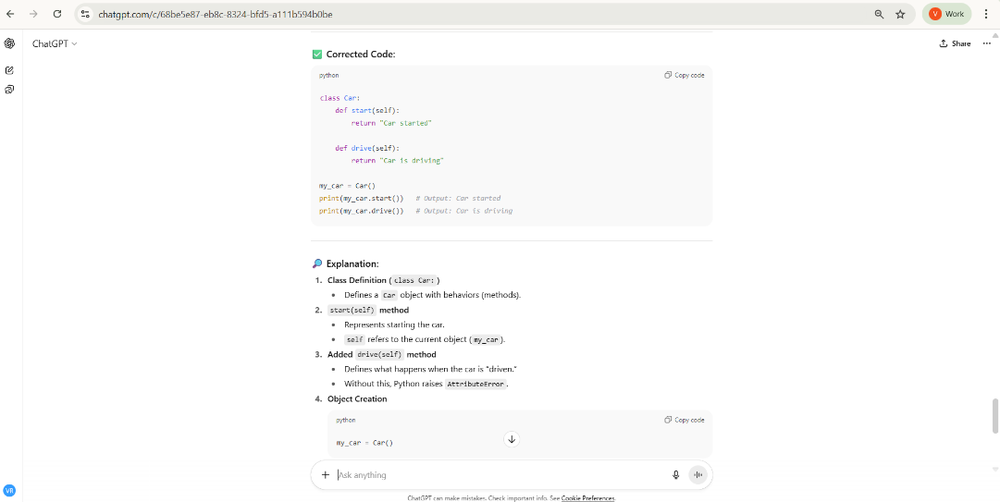 chatgpt.com/c/68be5e87-eb8c-8324-bfd5-a111b594b0be
V Work
ChatGPT
Share
Corrected Code:
python
Copy code
class Car:
    def start(self):
        return "Car started"
    def drive(self):
        return "Car is driving"
my_car = Car()
print(my_car.start())   # Output: Car started
print(my_car.drive())   # Output: Car is driving
Explanation:
1. Class Definition (class Car:)
• Defines a Car object with behaviors (methods).
2. start(self) method
• Represents starting the car.
• self refers to the current object (my_car).
3. Added drive(self) method
• Defines what happens when the car is "driven."
• Without this, Python raises AttributeError.
4. Object Creation
python
Copy code
my_car = Car()
Ask anything
VR
ChatGPT can make mistakes. Check important info. See Cookie Preferences.